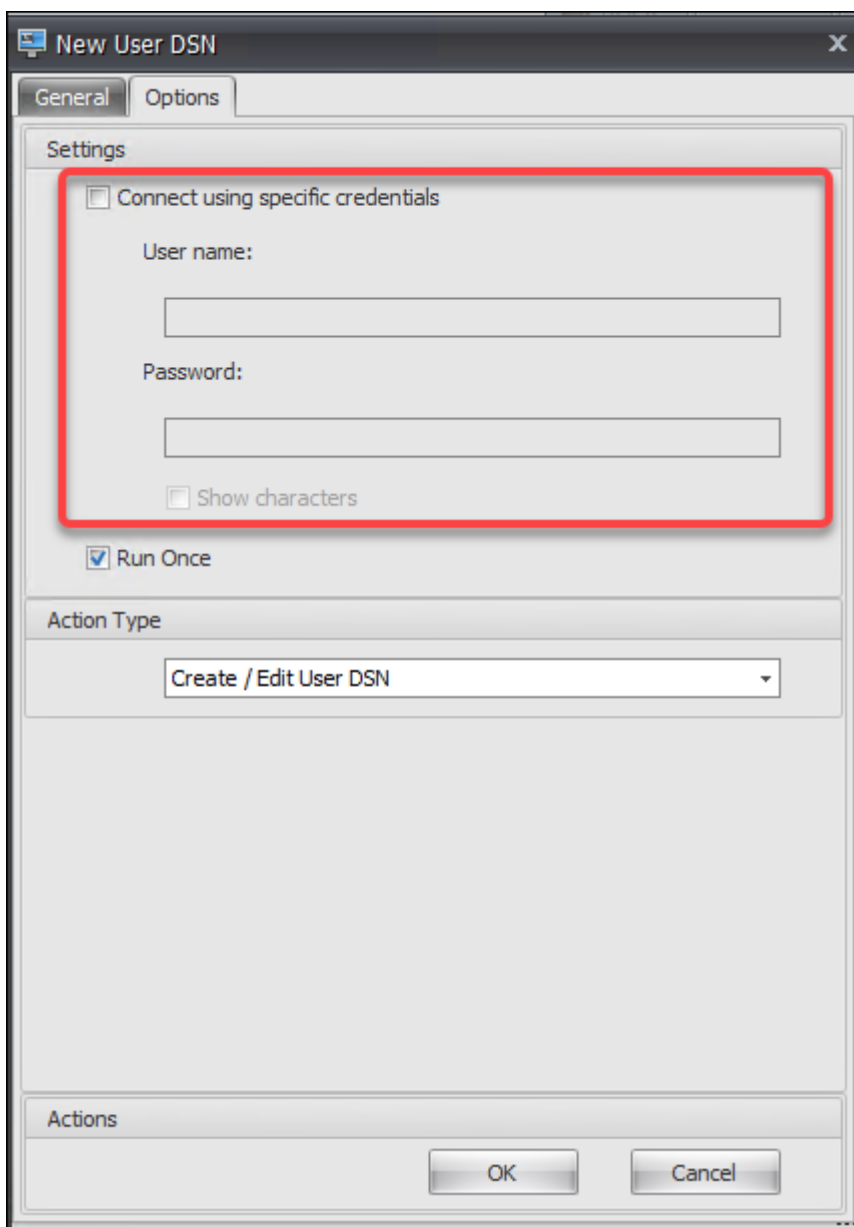 New User DSN
General
Options
Settings
Connect using specific credentials
User name:
Password:
Show characters
Run Once
Action Type
Create / Edit User DSN
Actions
OK
Cancel